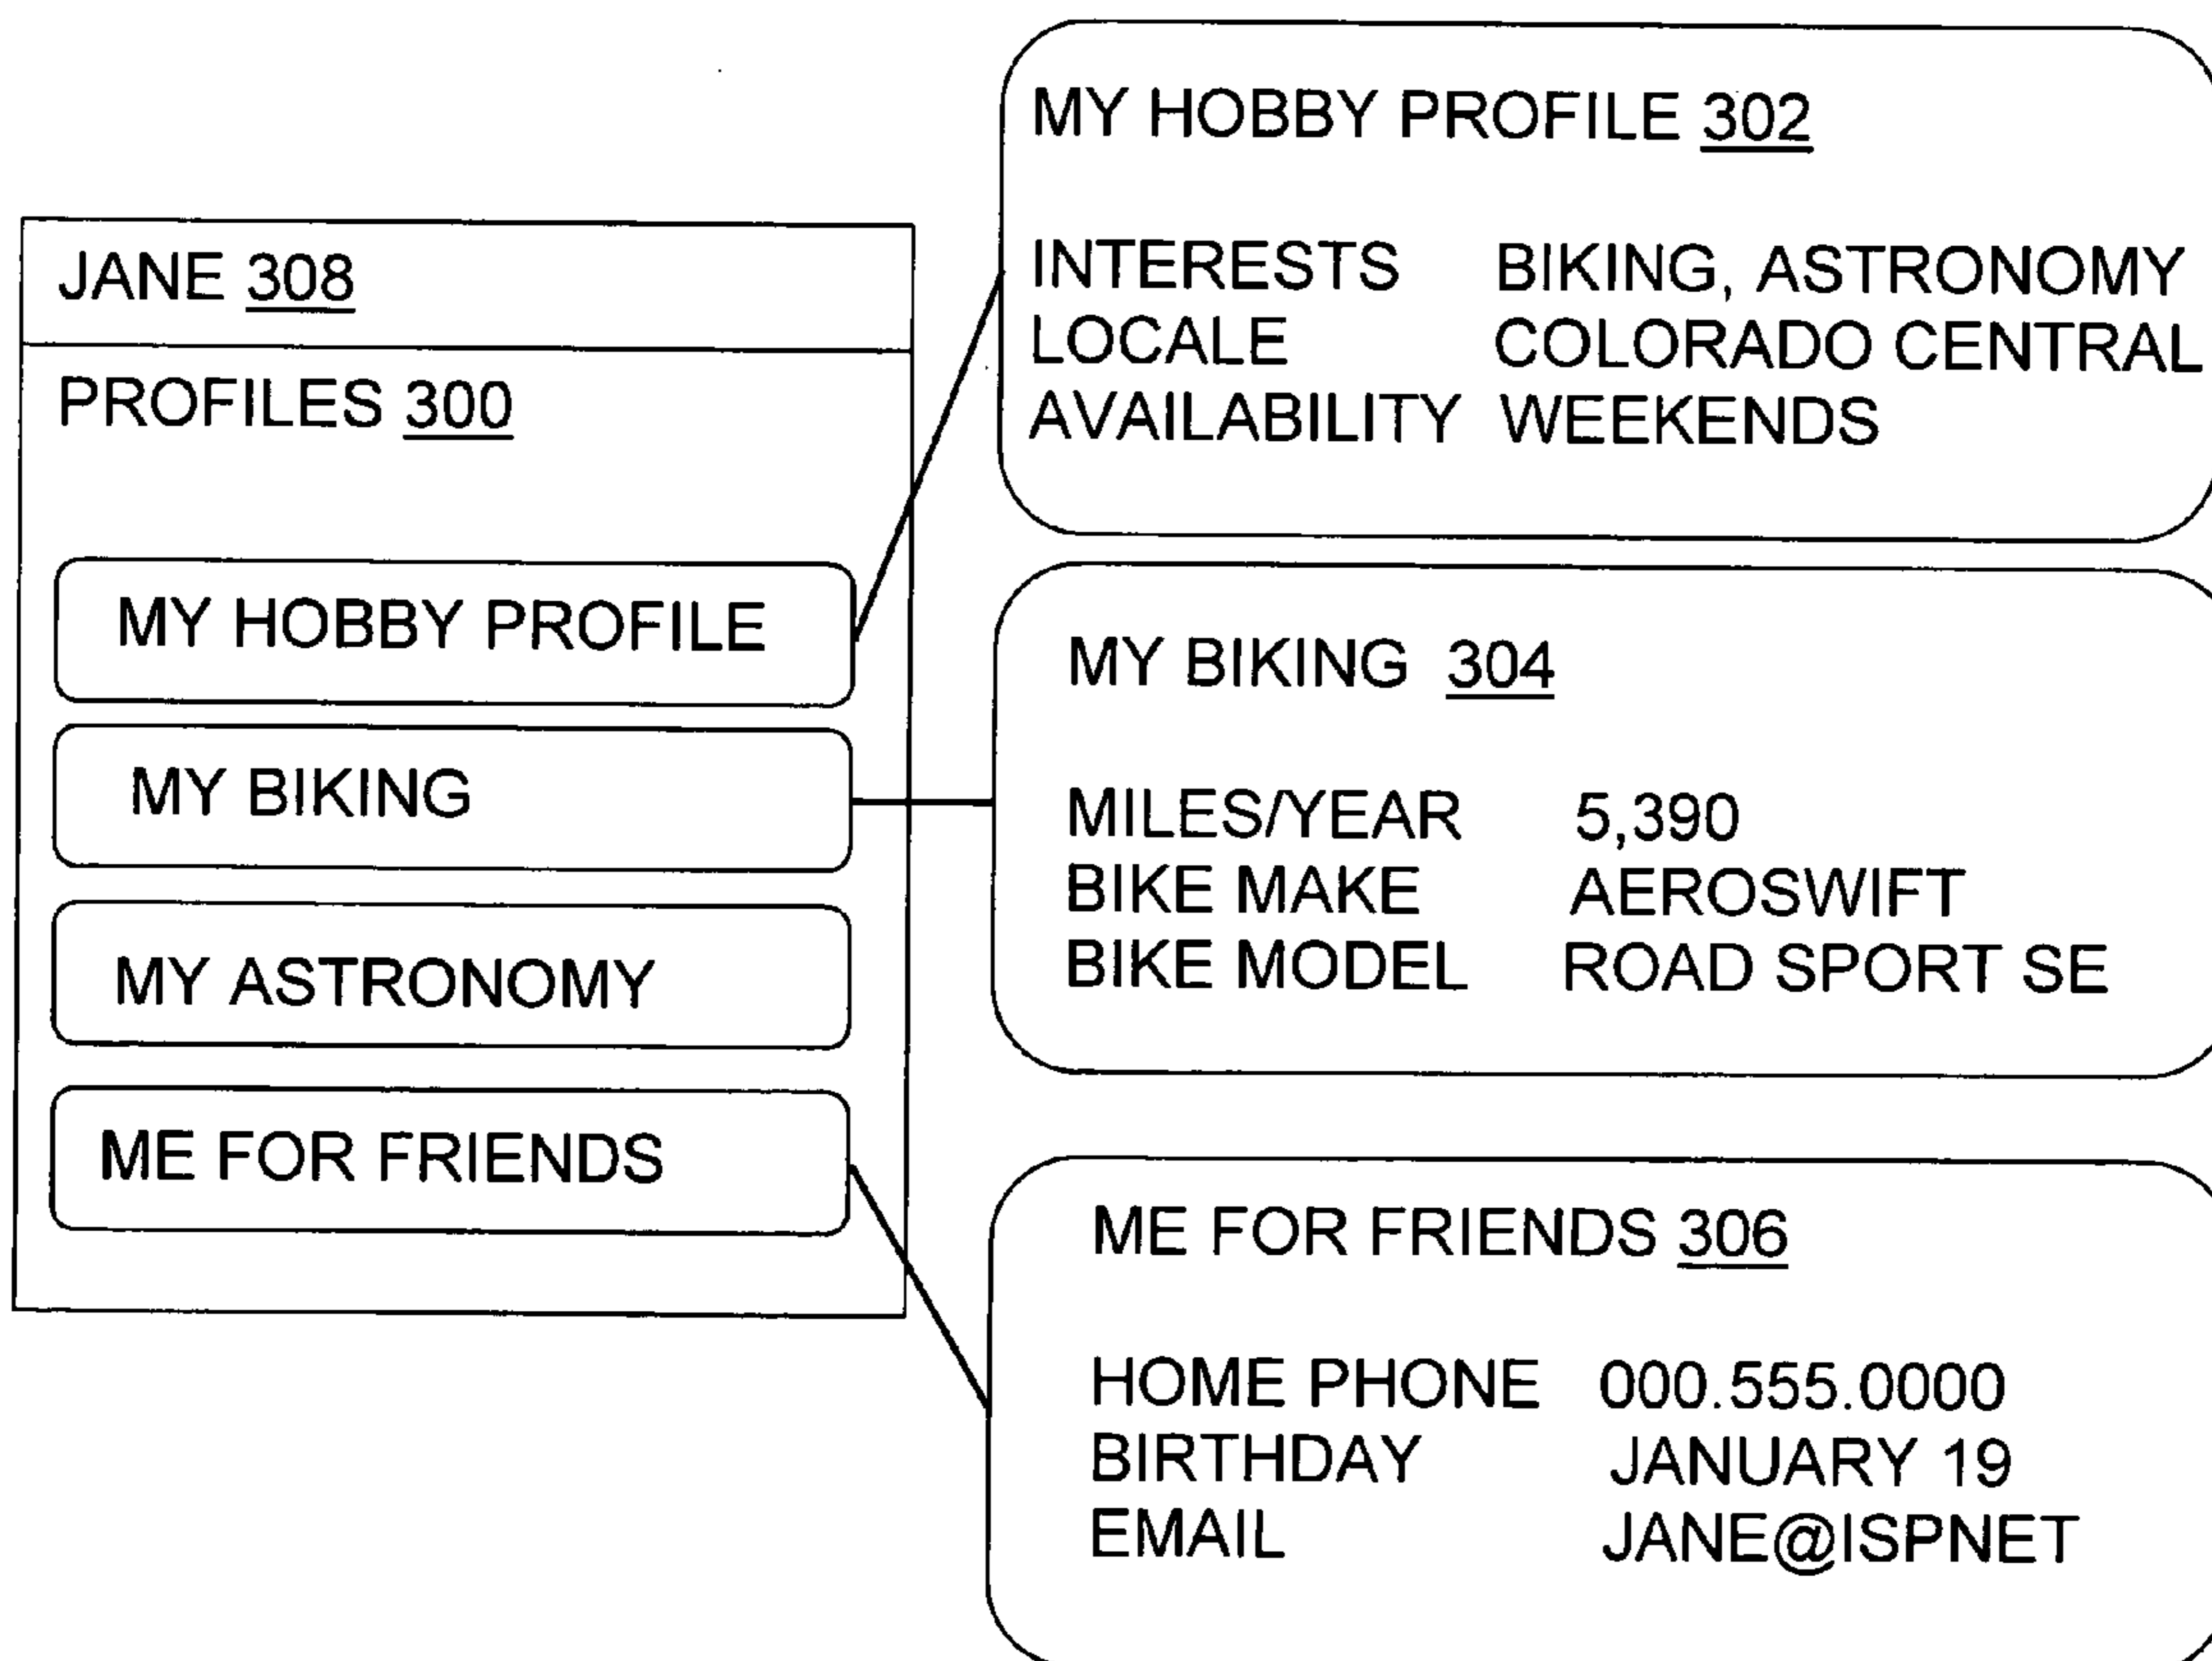 JANE 308
PROFILES 300
MY HOBBY PROFILE
MY BIKING
MY ASTRONOMY
ME FOR FRIENDS
MY HOBBY PROFILE 302
INTERESTS BIKING, ASTRONOMY
LOCALE COLORADO CENTRAL
AVAILABILITY WEEKENDS
MY BIKING 304
MILES/YEAR 5,390
BIKE MAKE AEROSWIFT
BIKE MODEL ROAD SPORT SE
ME FOR FRIENDS 306
HOME PHONE 000.555.0000
BIRTHDAY JANUARY 19
EMAIL JANE@ISPNET